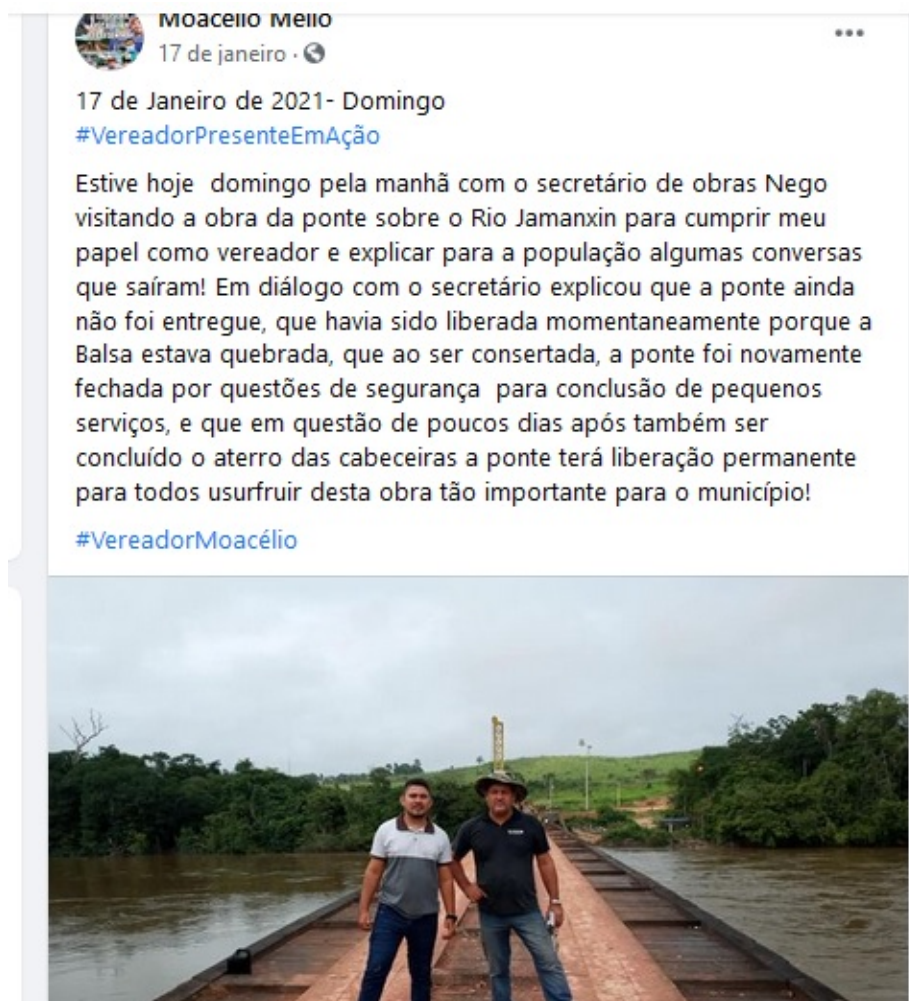 Moacélio Mello
17 de janeiro ·
17 de Janeiro de 2021- Domingo
#VereadorPresenteEmAção
Estive hoje domingo pela manhã com o secretário de obras Nego
visitando a obra da ponte sobre o Rio Jamanxin para cumprir meu
papel como vereador e explicar para a população algumas conversas
que saíram! Em diálogo com o secretário explicou que a ponte ainda
não foi entregue, que havia sido liberada momentaneamente porque a
Balsa estava quebrada, que ao ser consertada, a ponte foi novamente
fechada por questões de segurança para conclusão de pequenos
serviços, e que em questão de poucos dias após também ser
concluído o aterro das cabeceiras a ponte terá liberação permanente
para todos usurfruir desta obra tão importante para o município!
#VereadorMoacélio